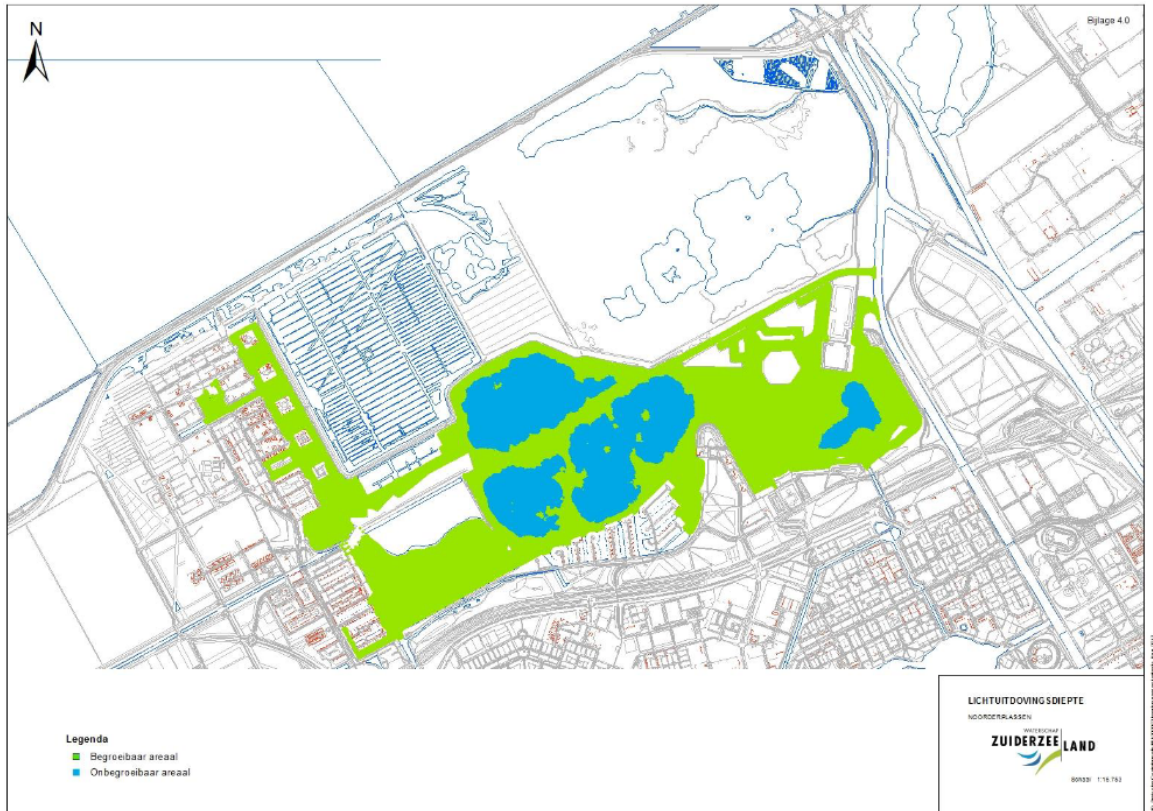 N
Bijlage 4.0
Legenda
Begroeibaar areaal
Onbegroeibaar areaal
LICHTUITDOVINGSDIEPTE
NOORDERPLASSEN
WATERSCHAP
ZUIDERZEE LAND